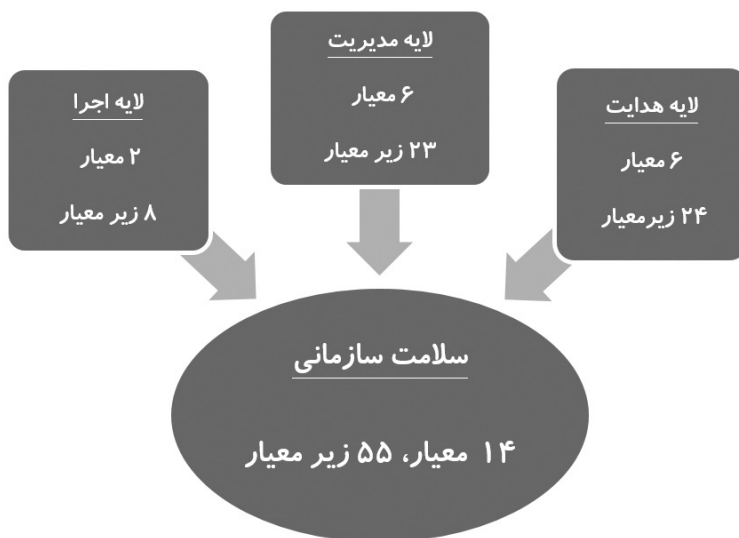 لایه هدایت
۶ معیار
۲۴ زیرمعیار
لایه مدیریت
۶ معیار
۲۳ زیر معیار
لایه اجرا
۲ معیار
۸ زیر معیار
سلامت سازمانی
۱۴ معیار، ۵۵ زیر معیار